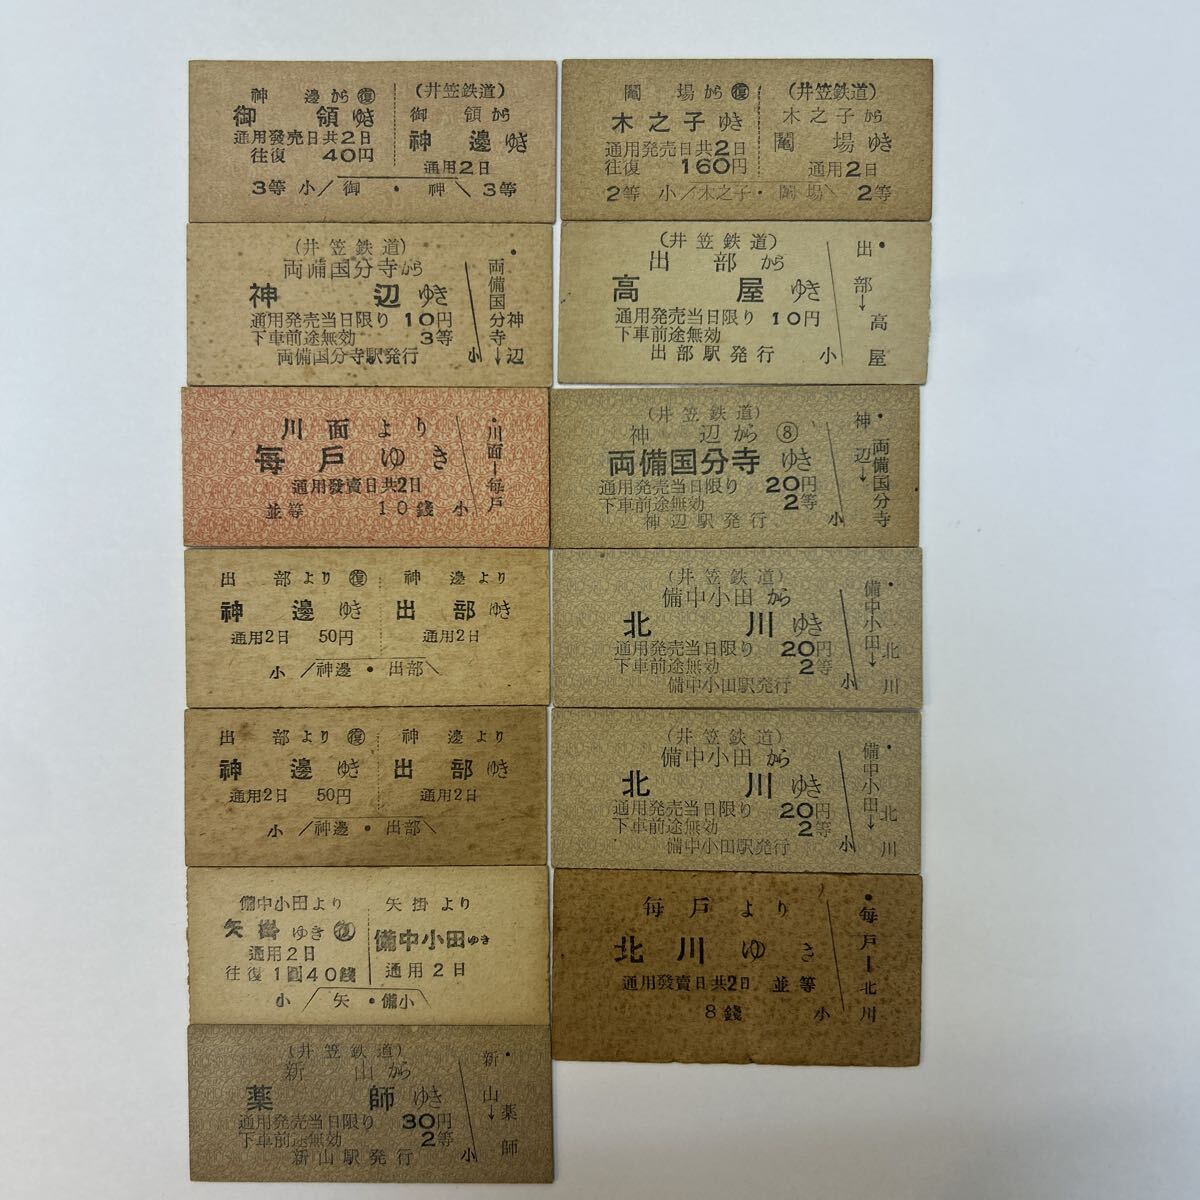 神邊から 復
御領ゆき
通用發売日共2日
往復 40円
(井笠鉄道)
御領から
神邊ゆき
通用2日
3等 小/御・神\ 3等
(井笠鉄道)
両備国分寺から
神辺ゆき
通用発売当日限り 10円
下車前途無効 3等
両備国分寺駅発行 小
両備国分寺→神辺
川面より
毎戸ゆき
通用發賣日共2日
並等 10錢 小
川面ー毎戸
出部より 復
神邊ゆき
通用2日 50円
神邊より
出部ゆき
通用2日
小 /神邊・出部\
出部より 復
神邊ゆき
通用2日 50円
神邊より
出部ゆき
通用2日
小 /神邊・出部\
備中小田より
矢掛ゆき 復
通用2日
往復 1圓40錢
矢掛より
備中小田ゆき
通用2日
小 /矢・備小\
(井笠鉄道)
新山から
薬師ゆき
通用発売当日限り 30円
下車前途無効 2等
新山駅発行 小
新山→薬師
闇場から 復
木之子ゆき
通用発売日共2日
往復 160円
(井笠鉄道)
木之子から
闇場ゆき
通用2日
2等 小/木之子・闇場\ 2等
(井笠鉄道)
出部から
高屋ゆき
通用発売当日限り 10円
下車前途無効
出部駅発行 小
出部→高屋
(井笠鉄道)
神辺から 8
両備国分寺ゆき
通用発売当日限り 20円
下車前途無効 2等
神辺駅発行 小
神辺→両備国分寺
(井笠鉄道)
備中小田から
北川ゆき
通用発売当日限り 20円
下車前途無効 2等
備中小田駅発行 小
備中小田→北川
(井笠鉄道)
備中小田から
北川ゆき
通用発売当日限り 20円
下車前途無効 2等
備中小田駅発行 小
備中小田→北川
毎戸より
北川ゆき
通用發賣日共2日 並等
8錢 小
毎戸ー北川